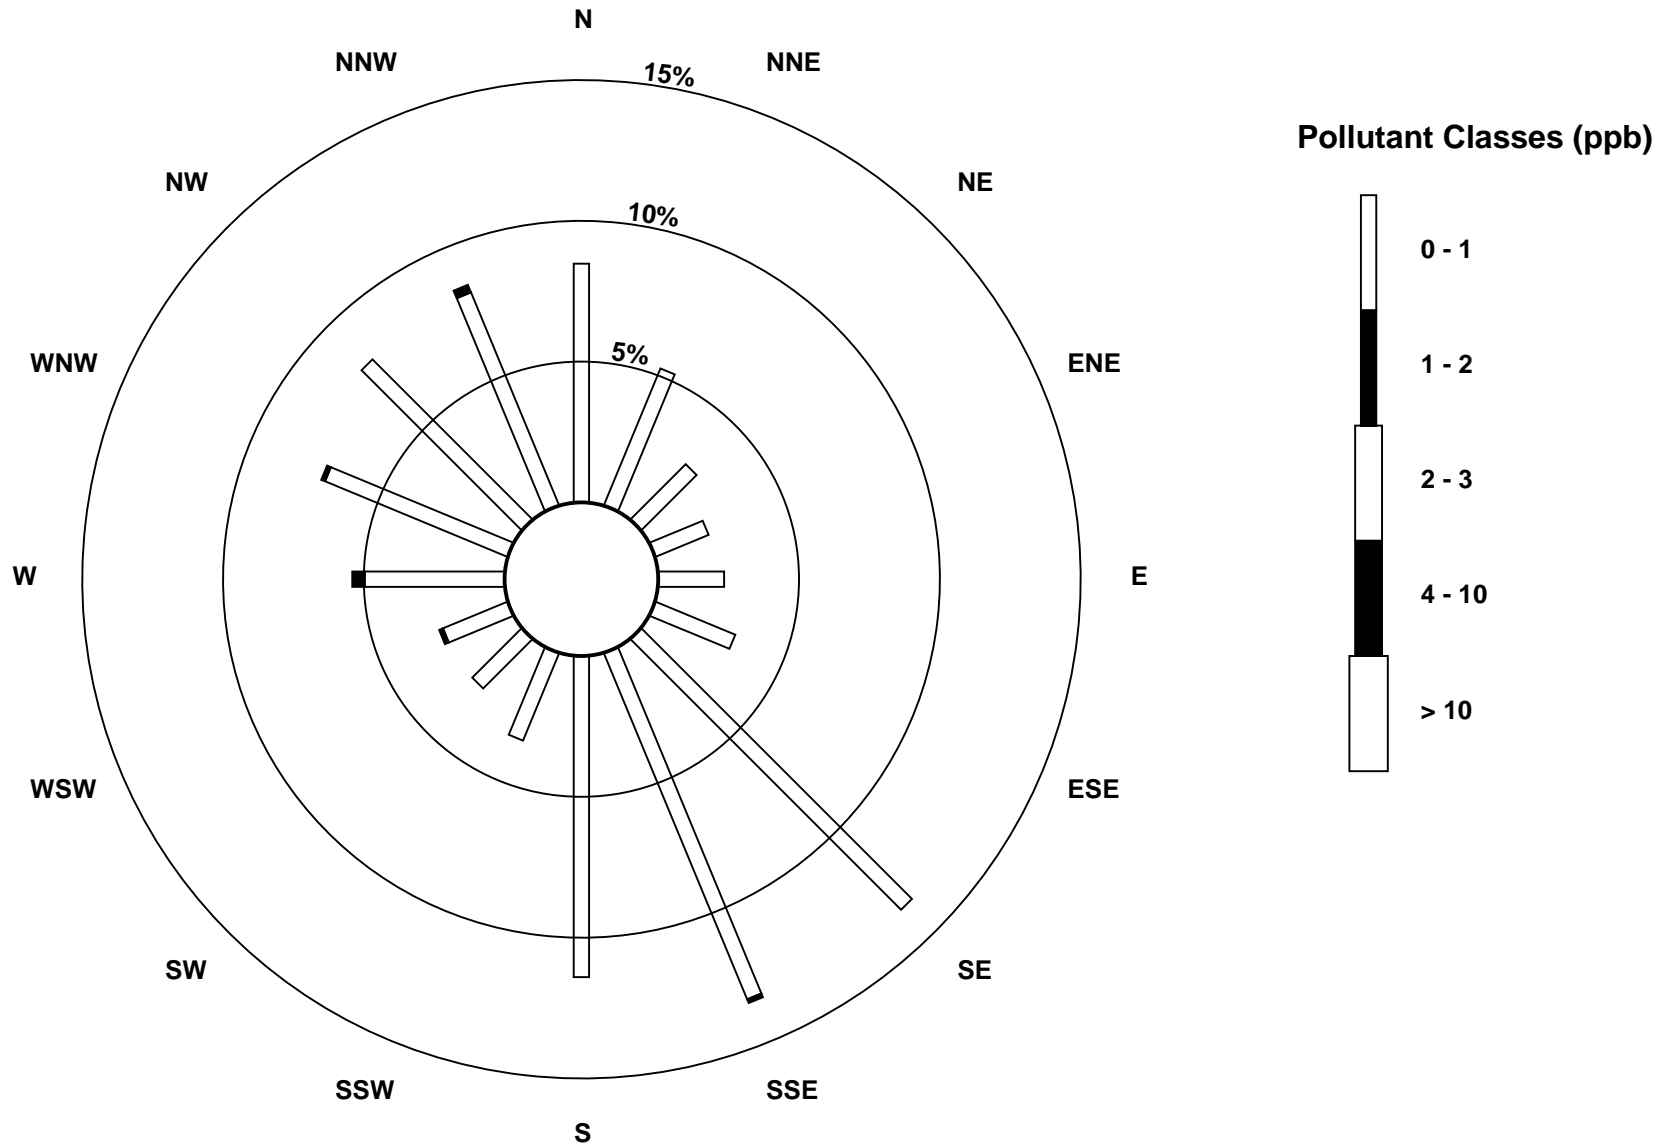 N
NNW
NNE
15%
Pollutant Classes (ppb)
NW
NE
10%
0 - 1
5%
WNW
ENE
1 - 2
2 - 3
W
E
4 - 10
> 10
WSW
ESE
SW
SE
SSW
SSE
S